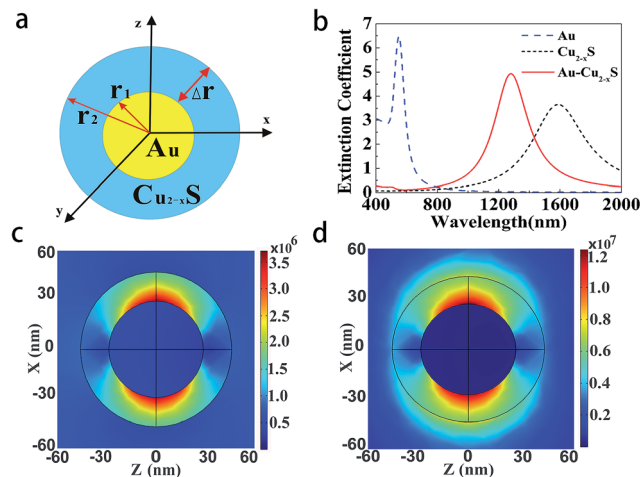 a
z
Δr
r1
r2
x
Au
Cu2-xS
y
b
Extinction Coefficient
7
6
5
4
3
2
1
0
400 800 1200 1600 2000
Wavelength(nm)
Au
Cu2-xS
Au-Cu2-xS
c
X (nm)
60
30
0
-30
-60
-60 -30 0 30 60
Z (nm)
x10^6
3.5
3.0
2.5
2.0
1.5
1.0
0.5
d
X (nm)
60
30
0
-30
-60
-60 -30 0 30 60
Z (nm)
x10^7
1.2
1.0
0.8
0.6
0.4
0.2